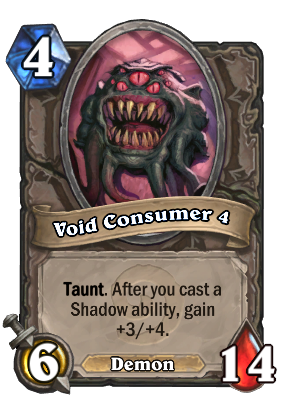 4
Void Consumer 4
Taunt. After you cast a
Shadow ability, gain
+3/+4.
6
Demon
14